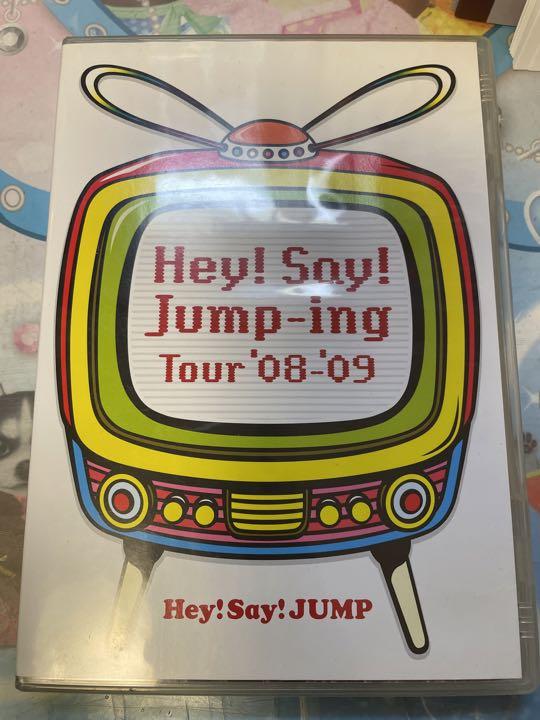 Hey! Say!
Jump-ing
Tour '08-'09
Hey! Say! JUMP